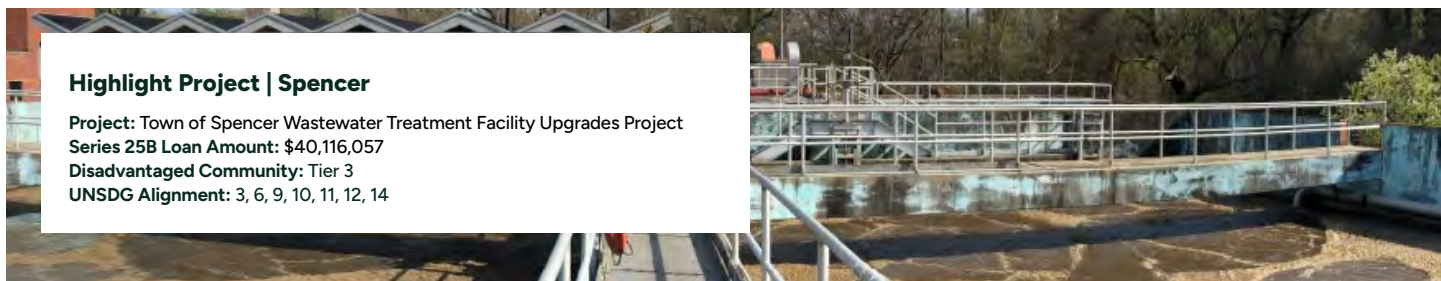 Highlight Project | Spencer
Project: Town of Spencer Wastewater Treatment Facility Upgrades Project
Series 25B Loan Amount: $40,116,057
Disadvantaged Community: Tier 3
UNSDG Alignment: 3, 6, 9, 10, 11, 12, 14